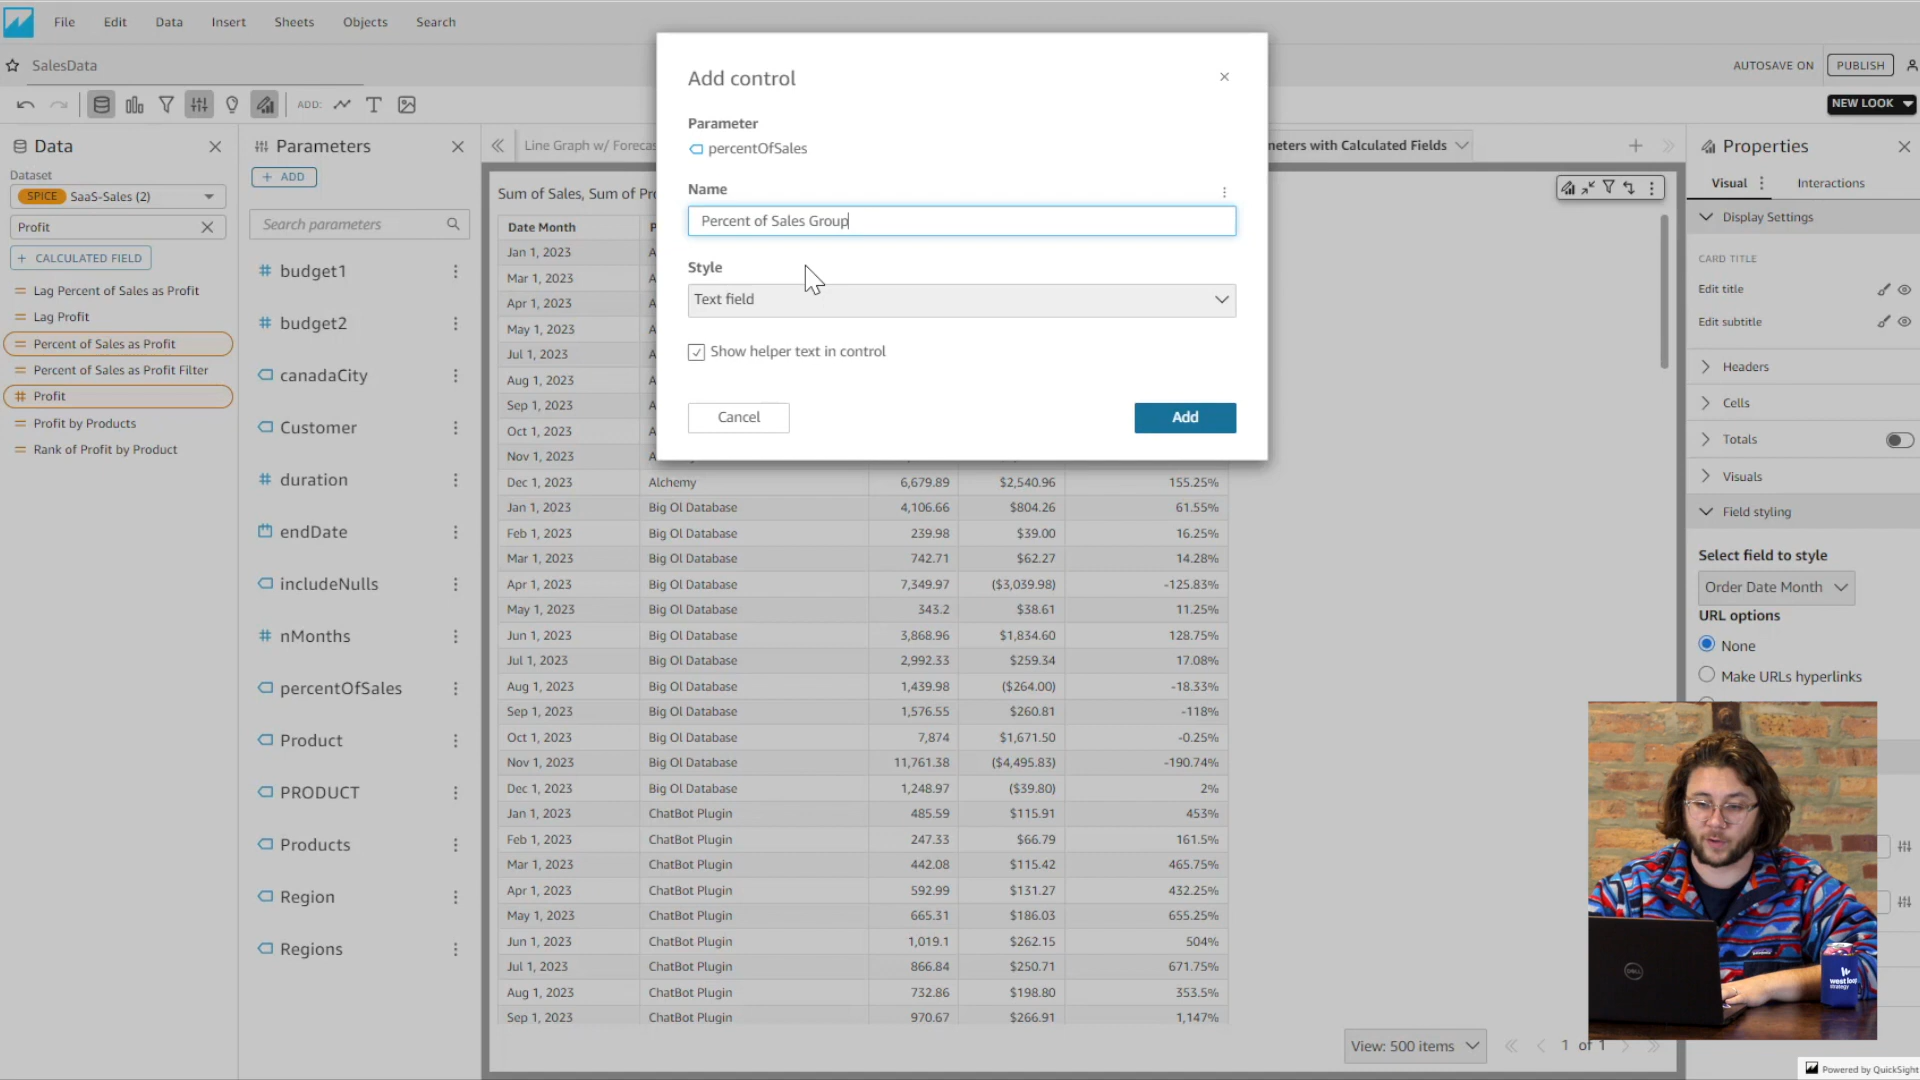 File Edit Data Insert Sheets Objects Search
SalesData
AUTOSAVE ON PUBLISH
ADD:
NEW LOOK
Data
Dataset
SPICE SaaS-Sales (2)
Profit
+ CALCULATED FIELD
Lag Percent of Sales as Profit
Lag Profit
Percent of Sales as Profit
Percent of Sales as Profit Filter
Profit
Profit by Products
Rank of Profit by Product
Parameters
+ ADD
Search parameters
budget1
budget2
canadaCity
Customer
duration
endDate
includeNulls
nMonths
percentOfSales
Product
PRODUCT
Products
Region
Regions
Line Graph w/ Forecas
meters with Calculated Fields
Add control
Parameter
percentOfSales
Name
Percent of Sales Group
Style
Text field
Show helper text in control
Cancel Add
Sum of Sales, Sum of Pr
Date Month P
Jan 1, 2023 A
Mar 1, 2023 A
Apr 1, 2023 A
May 1, 2023 A
Jul 1, 2023 A
Aug 1, 2023 A
Sep 1, 2023 A
Oct 1, 2023 A
Nov 1, 2023 A
Dec 1, 2023 Alchemy 6,679.89 $2,540.96 155.25%
Jan 1, 2023 Big Ol Database 4,106.66 $804.26 61.55%
Feb 1, 2023 Big Ol Database 239.98 $39.00 16.25%
Mar 1, 2023 Big Ol Database 742.71 $62.27 14.28%
Apr 1, 2023 Big Ol Database 7,349.97 ($3,039.98) -125.83%
May 1, 2023 Big Ol Database 343.2 $38.61 11.25%
Jun 1, 2023 Big Ol Database 3,868.96 $1,834.60 128.75%
Jul 1, 2023 Big Ol Database 2,992.33 $259.34 17.08%
Aug 1, 2023 Big Ol Database 1,439.98 ($264.00) -18.33%
Sep 1, 2023 Big Ol Database 1,576.55 $260.81 -118%
Oct 1, 2023 Big Ol Database 7,874 $1,671.50 -0.25%
Nov 1, 2023 Big Ol Database 11,761.38 ($4,495.83) -190.74%
Dec 1, 2023 Big Ol Database 1,248.97 ($39.80) 2%
Jan 1, 2023 ChatBot Plugin 485.59 $115.91 453%
Feb 1, 2023 ChatBot Plugin 247.33 $66.79 161.5%
Mar 1, 2023 ChatBot Plugin 442.08 $115.42 465.75%
Apr 1, 2023 ChatBot Plugin 592.99 $131.27 432.25%
May 1, 2023 ChatBot Plugin 665.31 $186.03 655.25%
Jun 1, 2023 ChatBot Plugin 1,019.1 $262.15 504%
Jul 1, 2023 ChatBot Plugin 866.84 $250.71 671.75%
Aug 1, 2023 ChatBot Plugin 732.86 $198.80 353.5%
Sep 1, 2023 ChatBot Plugin 970.67 $266.91 1,147%
View: 500 items 1 of 1
Properties
Visual Interactions
Display Settings
CARD TITLE
Edit title
Edit subtitle
Headers
Cells
Totals
Visuals
Field styling
Select field to style
Order Date Month
URL options
None
Make URLs hyperlinks
DELL
west loop
strategy
Powered by QuickSight